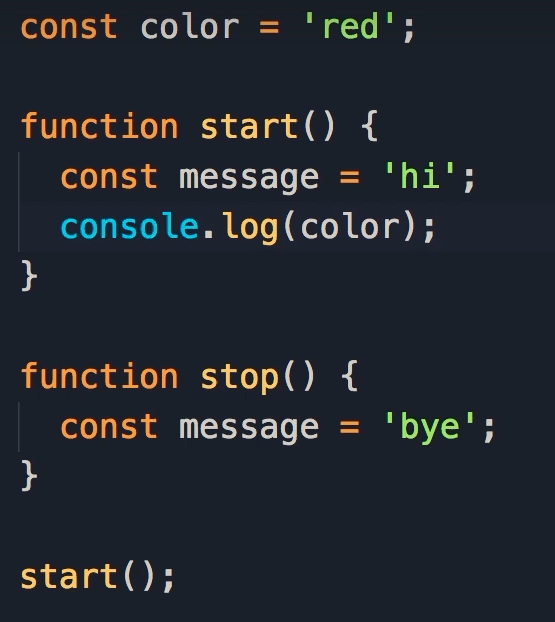 const color = 'red';
function start() {
const message = 'hi';
console.log(color);
}
function stop() {
const message = 'bye';
}
start();